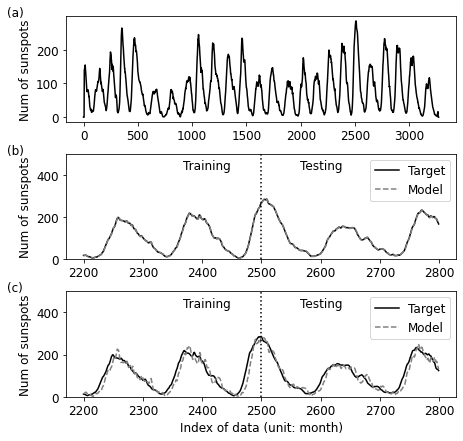 (a)
Num of sunspots
200
100
0
0 500 1000 1500 2000 2500 3000
(b)
Num of sunspots
400
200
0
Training Testing
Target
Model
2200 2300 2400 2500 2600 2700 2800
(c)
Num of sunspots
400
200
0
Training Testing
Target
Model
2200 2300 2400 2500 2600 2700 2800
Index of data (unit: month)